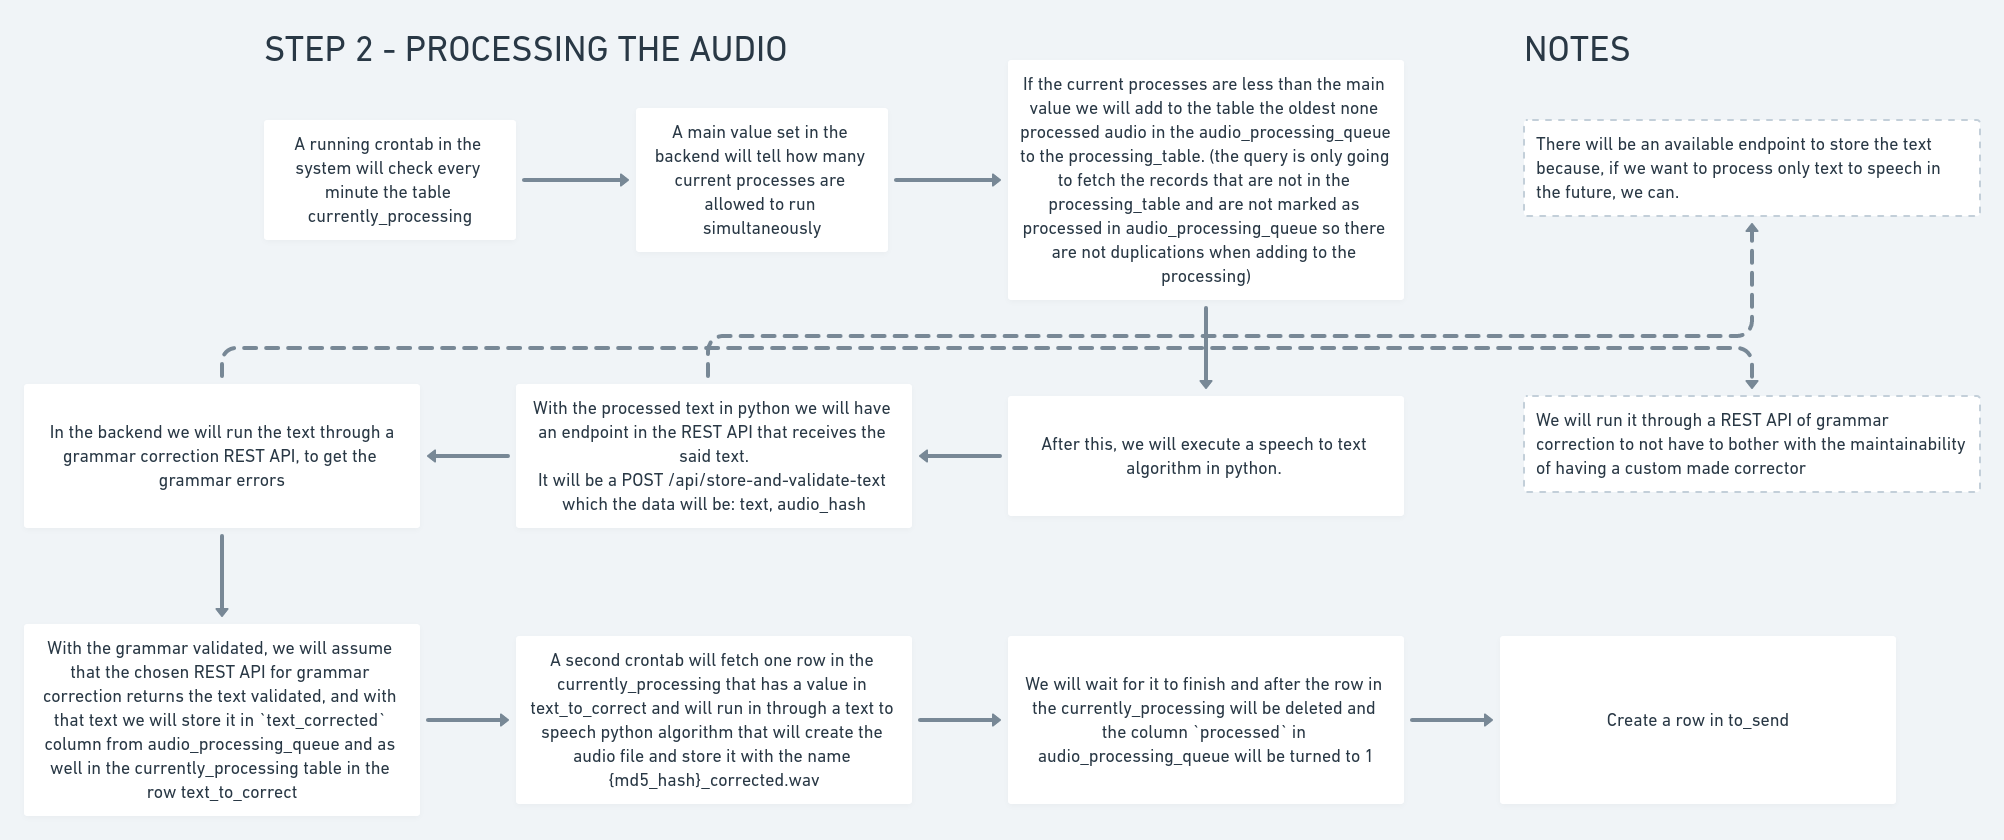 STEP 2 - PROCESSING THE AUDIO
NOTES
A running crontab in the
system will check every
minute the table
currently_processing
A main value set in the
backend will tell how many
current processes are
allowed to run
simultaneously
If the current processes are less than the main
value we will add to the table the oldest none
processed audio in the audio_processing_queue
to the processing_table. (the query is only going
to fetch the records that are not in the
processing_table and are not marked as
processed in audio_processing_queue so there
are not duplications when adding to the
processing)
There will be an available endpoint to store the text
because, if we want to process only text to speech in
the future, we can.
In the backend we will run the text through a
grammar correction REST API, to get the
grammar errors
With the processed text in python we will have
an endpoint in the REST API that receives the
said text.
It will be a POST /api/store-and-validate-text
which the data will be: text, audio_hash
After this, we will execute a speech to text
algorithm in python.
We will run it through a REST API of grammar
correction to not have to bother with the maintainability
of having a custom made corrector
With the grammar validated, we will assume
that the chosen REST API for grammar
correction returns the text validated, and with
that text we will store it in `text_corrected`
column from audio_processing_queue and as
well in the currently_processing table in the
row text_to_correct
A second crontab will fetch one row in the
currently_processing that has a value in
text_to_correct and will run in through a text to
speech python algorithm that will create the
audio file and store it with the name
{md5_hash}_corrected.wav
We will wait for it to finish and after the row in
the currently_processing will be deleted and
the column `processed` in
audio_processing_queue will be turned to 1
Create a row in to_send